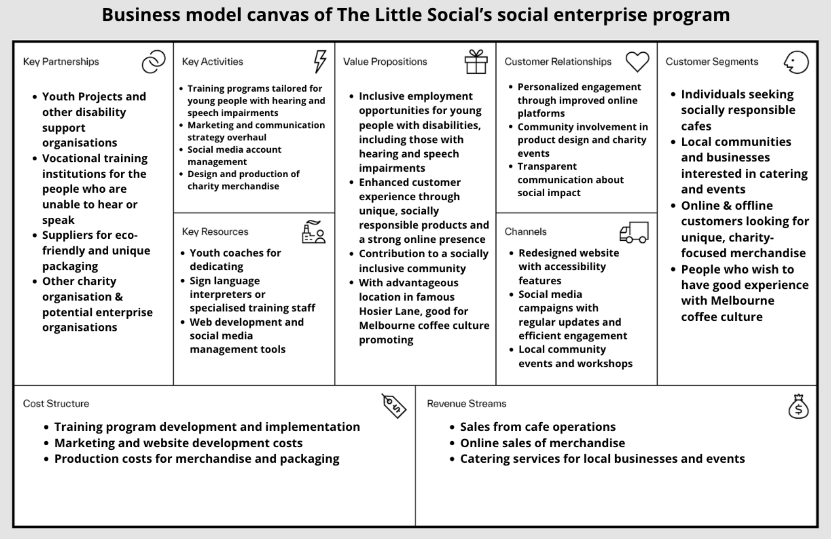 Business model canvas of The Little Social's social enterprise program
Key Partnerships
• Youth Projects and
other disability
support
organisations
• Vocational training
institutions for the
people who are
unable to hear or
speak
• Suppliers for eco-
friendly and unique
packaging
• Other charity
organisation &
potential enterprise
organisations
Key Activities
• Training programs tailored for
young people with hearing and
speech impairments
• Marketing and communication
strategy overhaul
• Social media account
management
• Design and production of
charity merchandise
Key Resources
• Youth coaches for
dedicating
• Sign language
interpreters or
specialised training staff
• Web development and
social media
management tools
Value Propositions
• Inclusive employment
opportunities for young
people with disabilities,
including those with
hearing and speech
impairments
• Enhanced customer
experience through
unique, socially
responsible products and
a strong online presence
• Contribution to a socially
inclusive community
• With advantageous
location in famous
Hosier Lane, good for
Melbourne coffee culture
promoting
Customer Relationships
• Personalized engagement
through improved online
platforms
• Community involvement in
product design and charity
events
• Transparent
communication about
social impact
Channels
• Redesigned website
with accessibility
features
• Social media
campaigns with
regular updates and
efficient engagement
• Local community
events and workshops
Customer Segments
• Individuals seeking
socially responsible
cafes
• Local communities
and businesses
interested in catering
and events
• Online & offline
customers looking for
unique, charity-
focused merchandise
• People who wish to
have good experience
with Melbourne
coffee culture
Cost Structure
• Training program development and implementation
• Marketing and website development costs
• Production costs for merchandise and packaging
Revenue Streams
• Sales from cafe operations
• Online sales of merchandise
• Catering services for local businesses and events